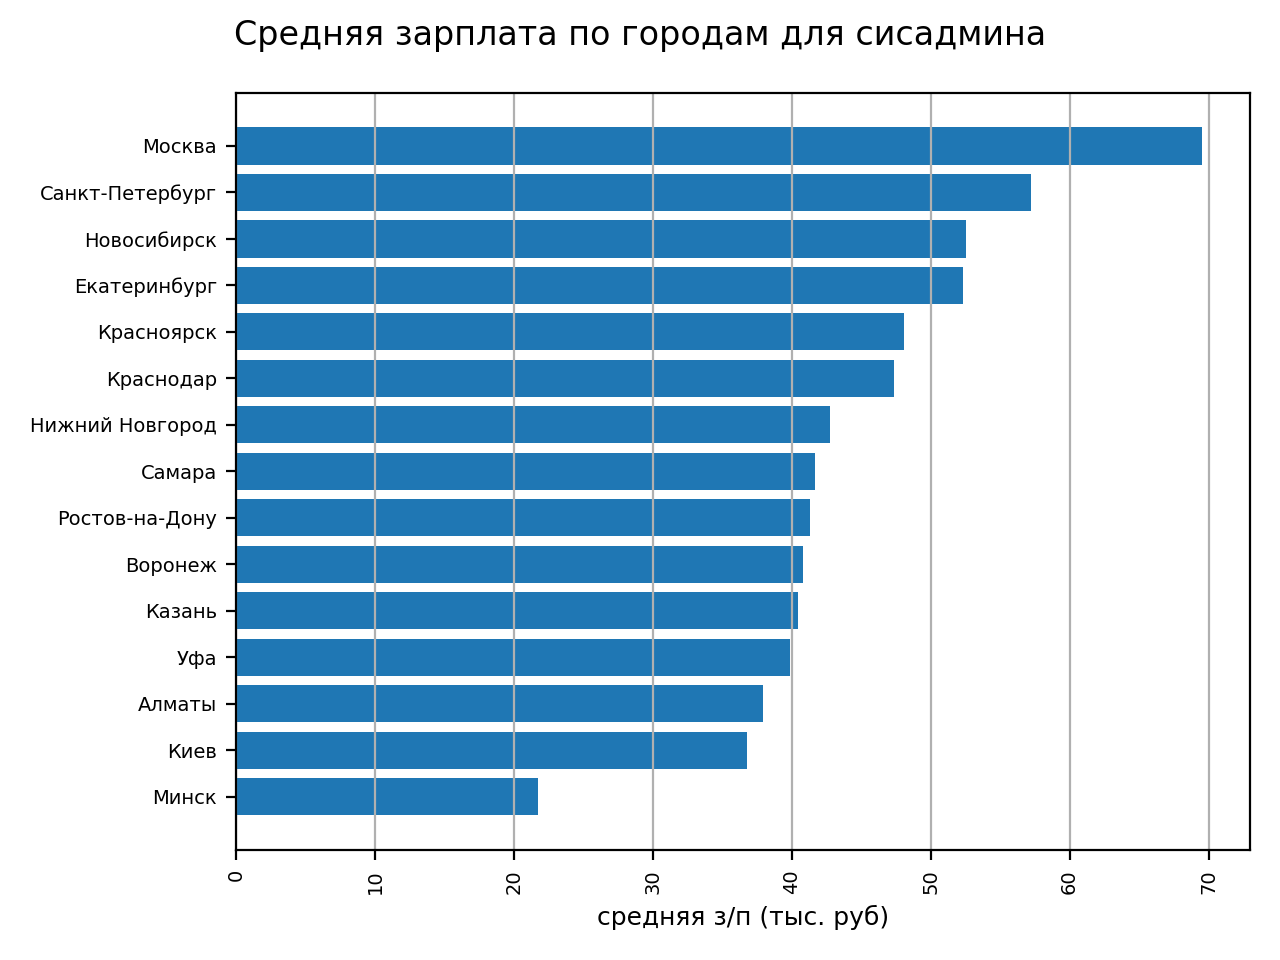 Средняя зарплата по городам для сисадмина
Москва
Санкт-Петербург
Новосибирск
Екатеринбург
Красноярск
Краснодар
Нижний Новгород
Самара
Ростов-на-Дону
Воронеж
Казань
Уфа
Алматы
Киев
Минск
0 10 20 30 40 50 60 70
средняя з/п (тыс. руб)